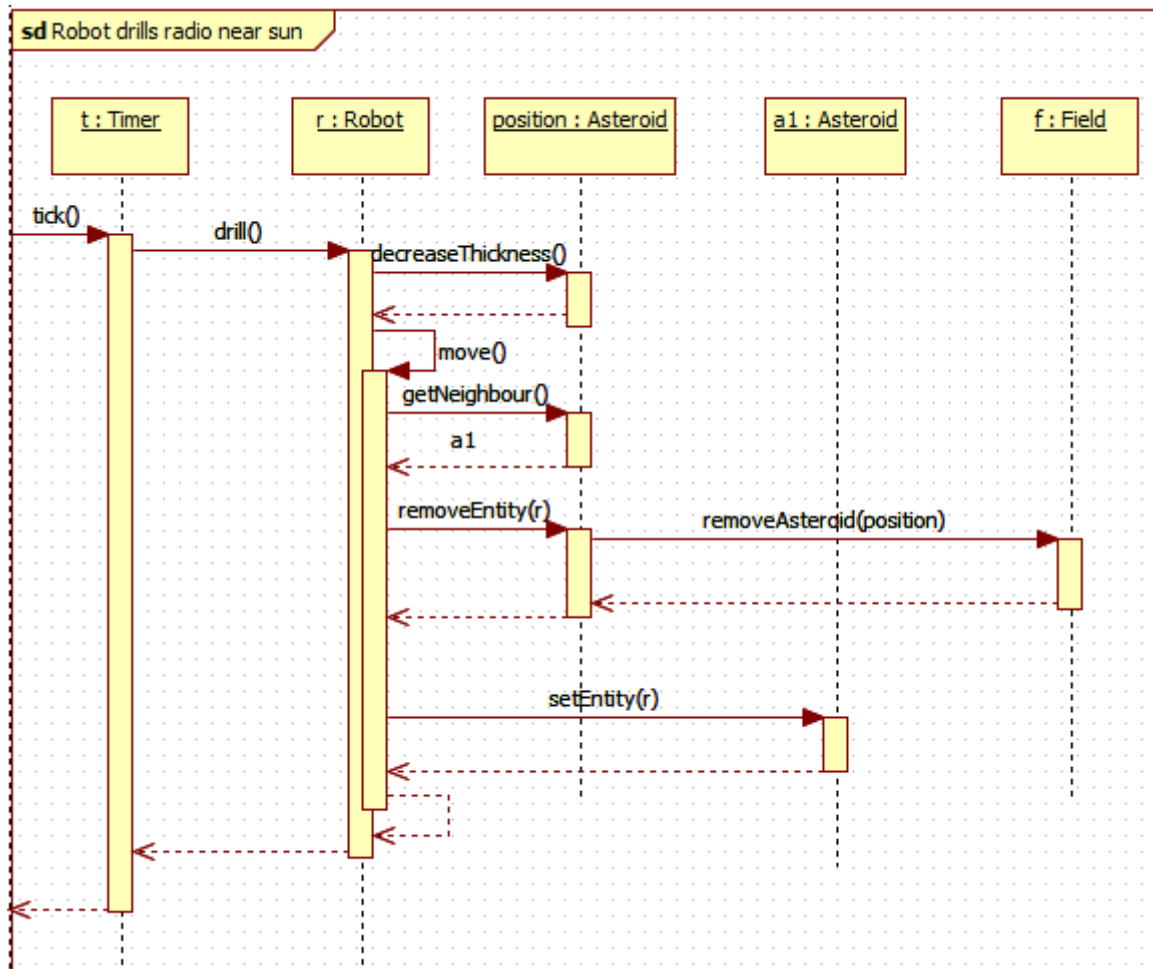 sd Robot drills radio near sun
t : Timer
r : Robot
position : Asteroid
a1 : Asteroid
f : Field
tick()
drill()
decreaseThickness()
move()
getNeighbour()
a1
removeEntity(r)
removeAsteroid(position)
setEntity(r)